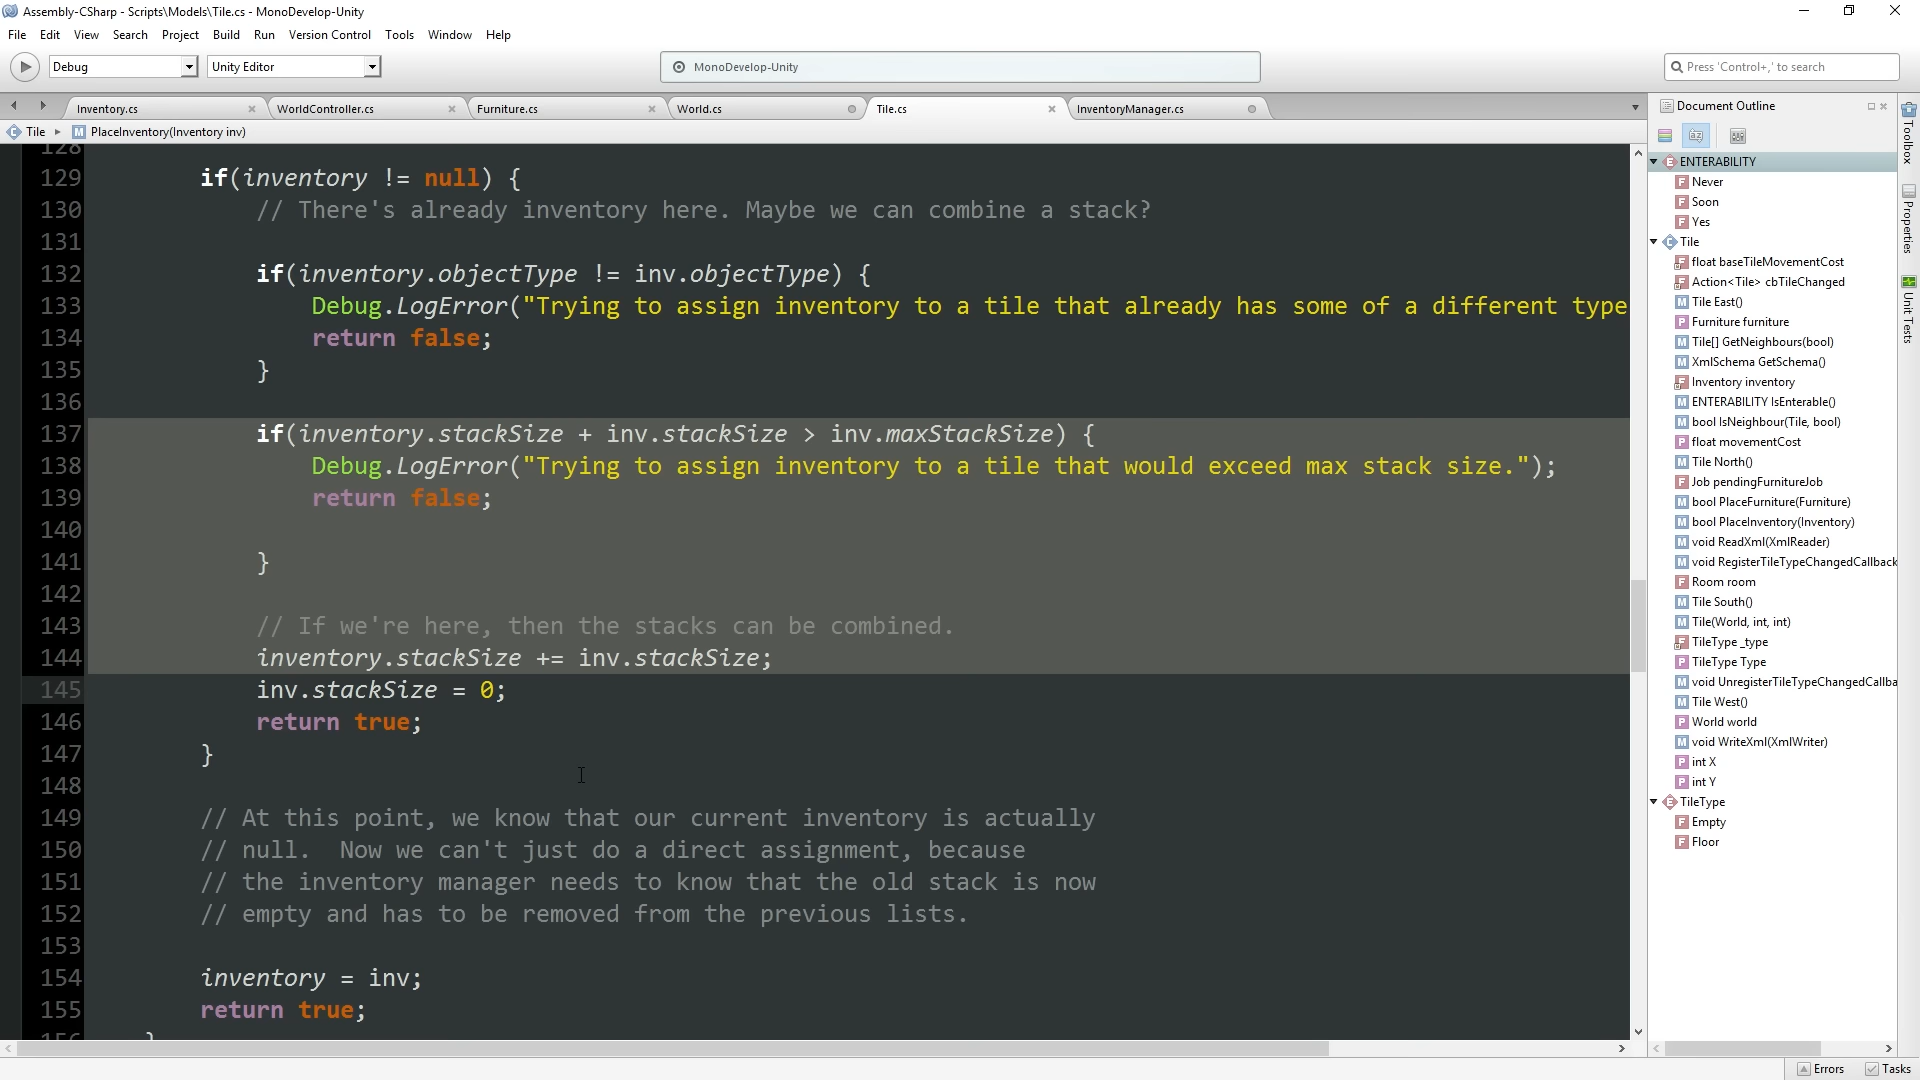 Assembly-CSharp - Scripts\Models\Tile.cs - MonoDevelop-Unity
File Edit View Search Project Build Run Version Control Tools Window Help
Debug Unity Editor MonoDevelop-Unity Press 'Control+,' to search
Inventory.cs WorldController.cs Furniture.cs World.cs Tile.cs InventoryManager.cs
Tile PlaceInventory(Inventory inv)
128
129 if(inventory != null) {
130 // There's already inventory here. Maybe we can combine a stack?
131
132 if(inventory.objectType != inv.objectType) {
133 Debug.LogError("Trying to assign inventory to a tile that already has some of a different type
134 return false;
135 }
136
137 if(inventory.stackSize + inv.stackSize > inv.maxStackSize) {
138 Debug.LogError("Trying to assign inventory to a tile that would exceed max stack size.");
139 return false;
140
141 }
142
143 // If we're here, then the stacks can be combined.
144 inventory.stackSize += inv.stackSize;
145 inv.stackSize = 0;
146 return true;
147 }
148
149 // At this point, we know that our current inventory is actually
150 // null.  Now we can't just do a direct assignment, because
151 // the inventory manager needs to know that the old stack is now
152 // empty and has to be removed from the previous lists.
153
154 inventory = inv;
155 return true;
156 }
Document Outline
ENTERABILITY
Never
Soon
Yes
Tile
float baseTileMovementCost
Action<Tile> cbTileChanged
Tile East()
Furniture furniture
Tile[] GetNeighbours(bool)
XmlSchema GetSchema()
Inventory inventory
ENTERABILITY IsEnterable()
bool IsNeighbour(Tile, bool)
float movementCost
Tile North()
Job pendingFurnitureJob
bool PlaceFurniture(Furniture)
bool PlaceInventory(Inventory)
void ReadXml(XmlReader)
void RegisterTileTypeChangedCallback
Room room
Tile South()
Tile(World, int, int)
TileType _type
TileType Type
void UnregisterTileTypeChangedCallba
Tile West()
World world
void WriteXml(XmlWriter)
int X
int Y
TileType
Empty
Floor
Toolbox
Properties
Unit Tests
Errors Tasks